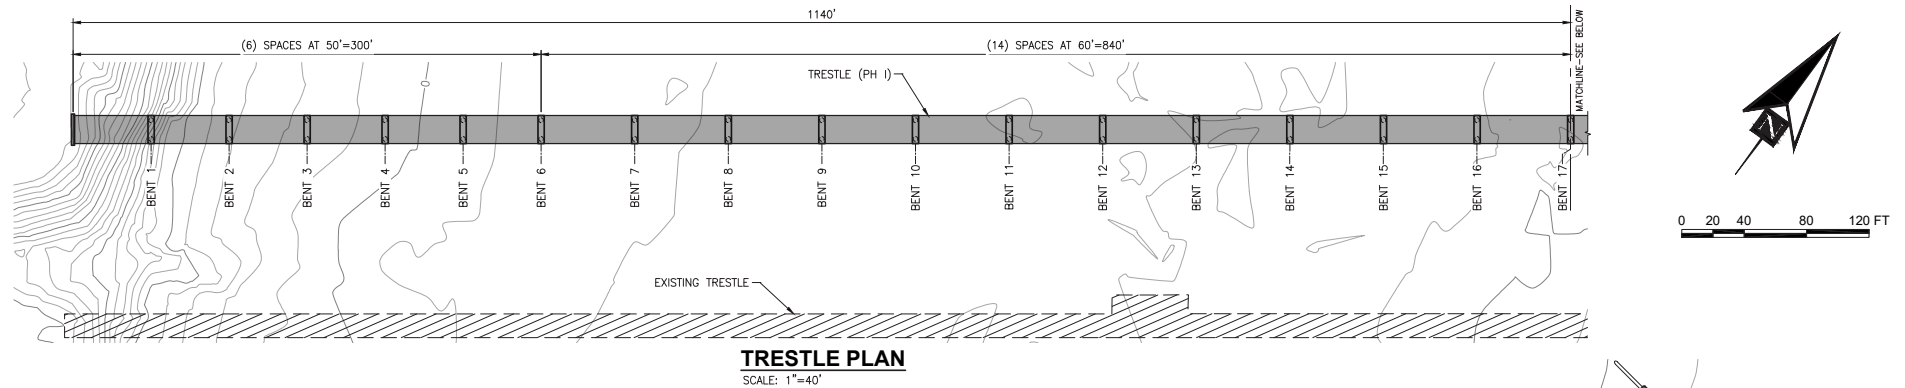 1140'
(6) SPACES AT 50'=300'
(14) SPACES AT 60'=840'
MATCHLINE-SEE BELOW
TRESTLE (PH I)
0
BENT 1
BENT 2
BENT 3
BENT 4
BENT 5
BENT 6
BENT 7
BENT 8
BENT 9
BENT 10
BENT 11
BENT 12
BENT 13
BENT 14
BENT 15
BENT 16
BENT 17
N
0 20 40 80 120 FT
EXISTING TRESTLE
TRESTLE PLAN
SCALE: 1"=40'